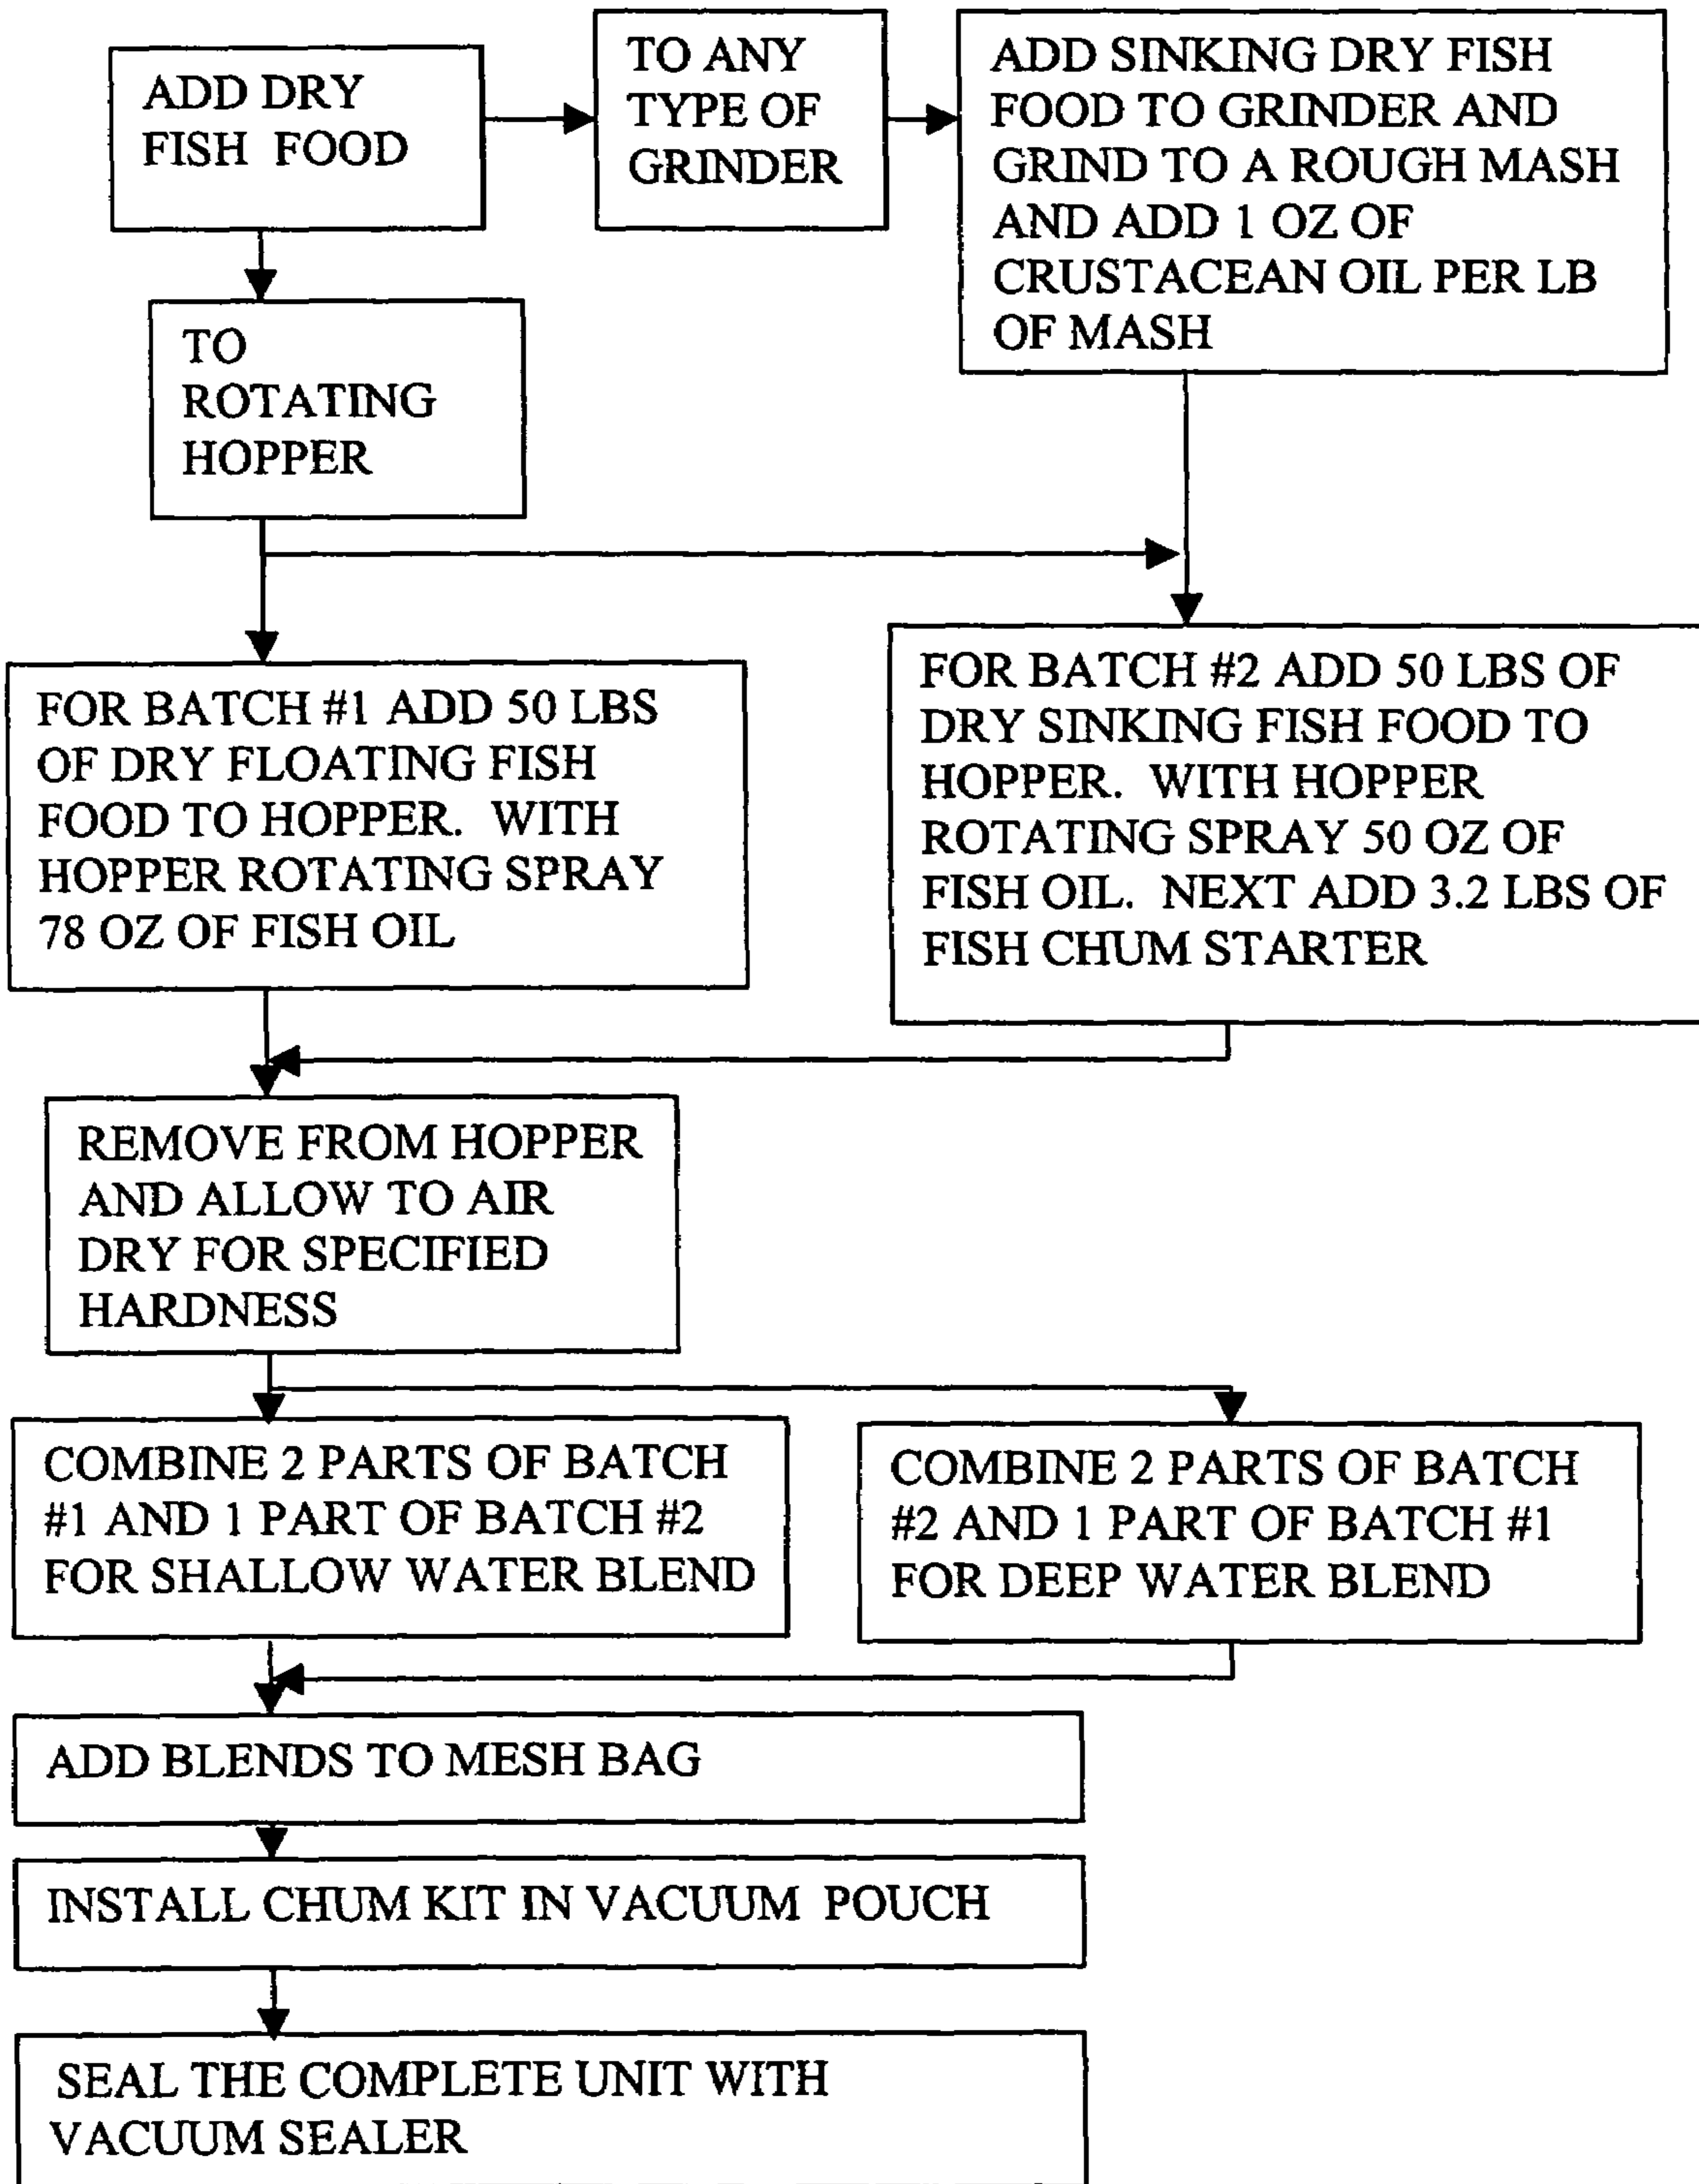 ADD DRY
FISH FOOD
TO ANY
TYPE OF
GRINDER
ADD SINKING DRY FISH
FOOD TO GRINDER AND
GRIND TO A ROUGH MASH
AND ADD 1 OZ OF
CRUSTACEAN OIL PER LB
OF MASH
TO
ROTATING
HOPPER
FOR BATCH #1 ADD 50 LBS
OF DRY FLOATING FISH
FOOD TO HOPPER. WITH
HOPPER ROTATING SPRAY
78 OZ OF FISH OIL
FOR BATCH #2 ADD 50 LBS OF
DRY SINKING FISH FOOD TO
HOPPER. WITH HOPPER
ROTATING SPRAY 50 OZ OF
FISH OIL. NEXT ADD 3.2 LBS OF
FISH CHUM STARTER
REMOVE FROM HOPPER
AND ALLOW TO AIR
DRY FOR SPECIFIED
HARDNESS
COMBINE 2 PARTS OF BATCH
#1 AND 1 PART OF BATCH #2
FOR SHALLOW WATER BLEND
COMBINE 2 PARTS OF BATCH
#2 AND 1 PART OF BATCH #1
FOR DEEP WATER BLEND
ADD BLENDS TO MESH BAG
INSTALL CHUM KIT IN VACUUM POUCH
SEAL THE COMPLETE UNIT WITH
VACUUM SEALER